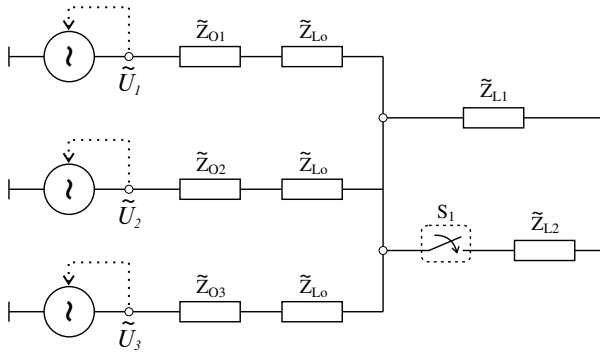 ~ Z̃O1 Z̃Lo
Ũ1
Z̃L1
~ Z̃O2 Z̃Lo
Ũ2
S1
Z̃L2
~ Z̃O3 Z̃Lo
Ũ3